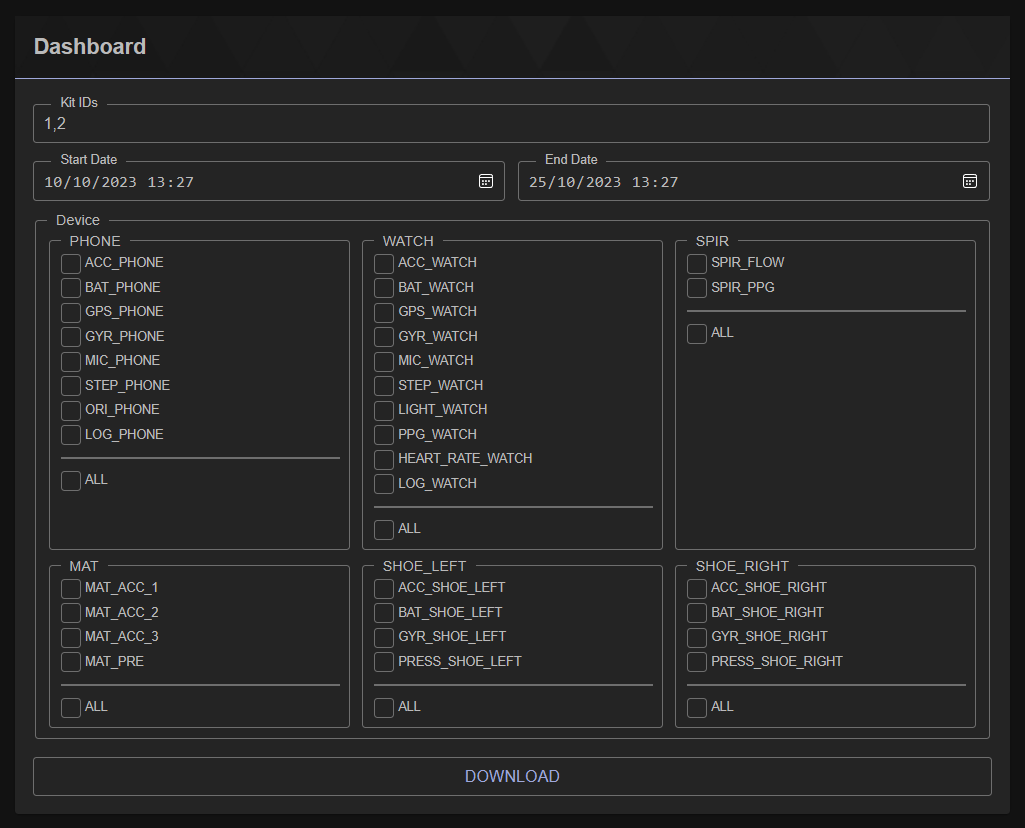 Dashboard
Kit IDs
1,2
Start Date
10/10/2023 13:27
End Date
25/10/2023 13:27
Device
PHONE
ACC_PHONE
BAT_PHONE
GPS_PHONE
GYR_PHONE
MIC_PHONE
STEP_PHONE
ORI_PHONE
LOG_PHONE
ALL
WATCH
ACC_WATCH
BAT_WATCH
GPS_WATCH
GYR_WATCH
MIC_WATCH
STEP_WATCH
LIGHT_WATCH
PPG_WATCH
HEART_RATE_WATCH
LOG_WATCH
ALL
SPIR
SPIR_FLOW
SPIR_PPG
ALL
MAT
MAT_ACC_1
MAT_ACC_2
MAT_ACC_3
MAT_PRE
ALL
SHOE_LEFT
ACC_SHOE_LEFT
BAT_SHOE_LEFT
GYR_SHOE_LEFT
PRESS_SHOE_LEFT
ALL
SHOE_RIGHT
ACC_SHOE_RIGHT
BAT_SHOE_RIGHT
GYR_SHOE_RIGHT
PRESS_SHOE_RIGHT
ALL
DOWNLOAD